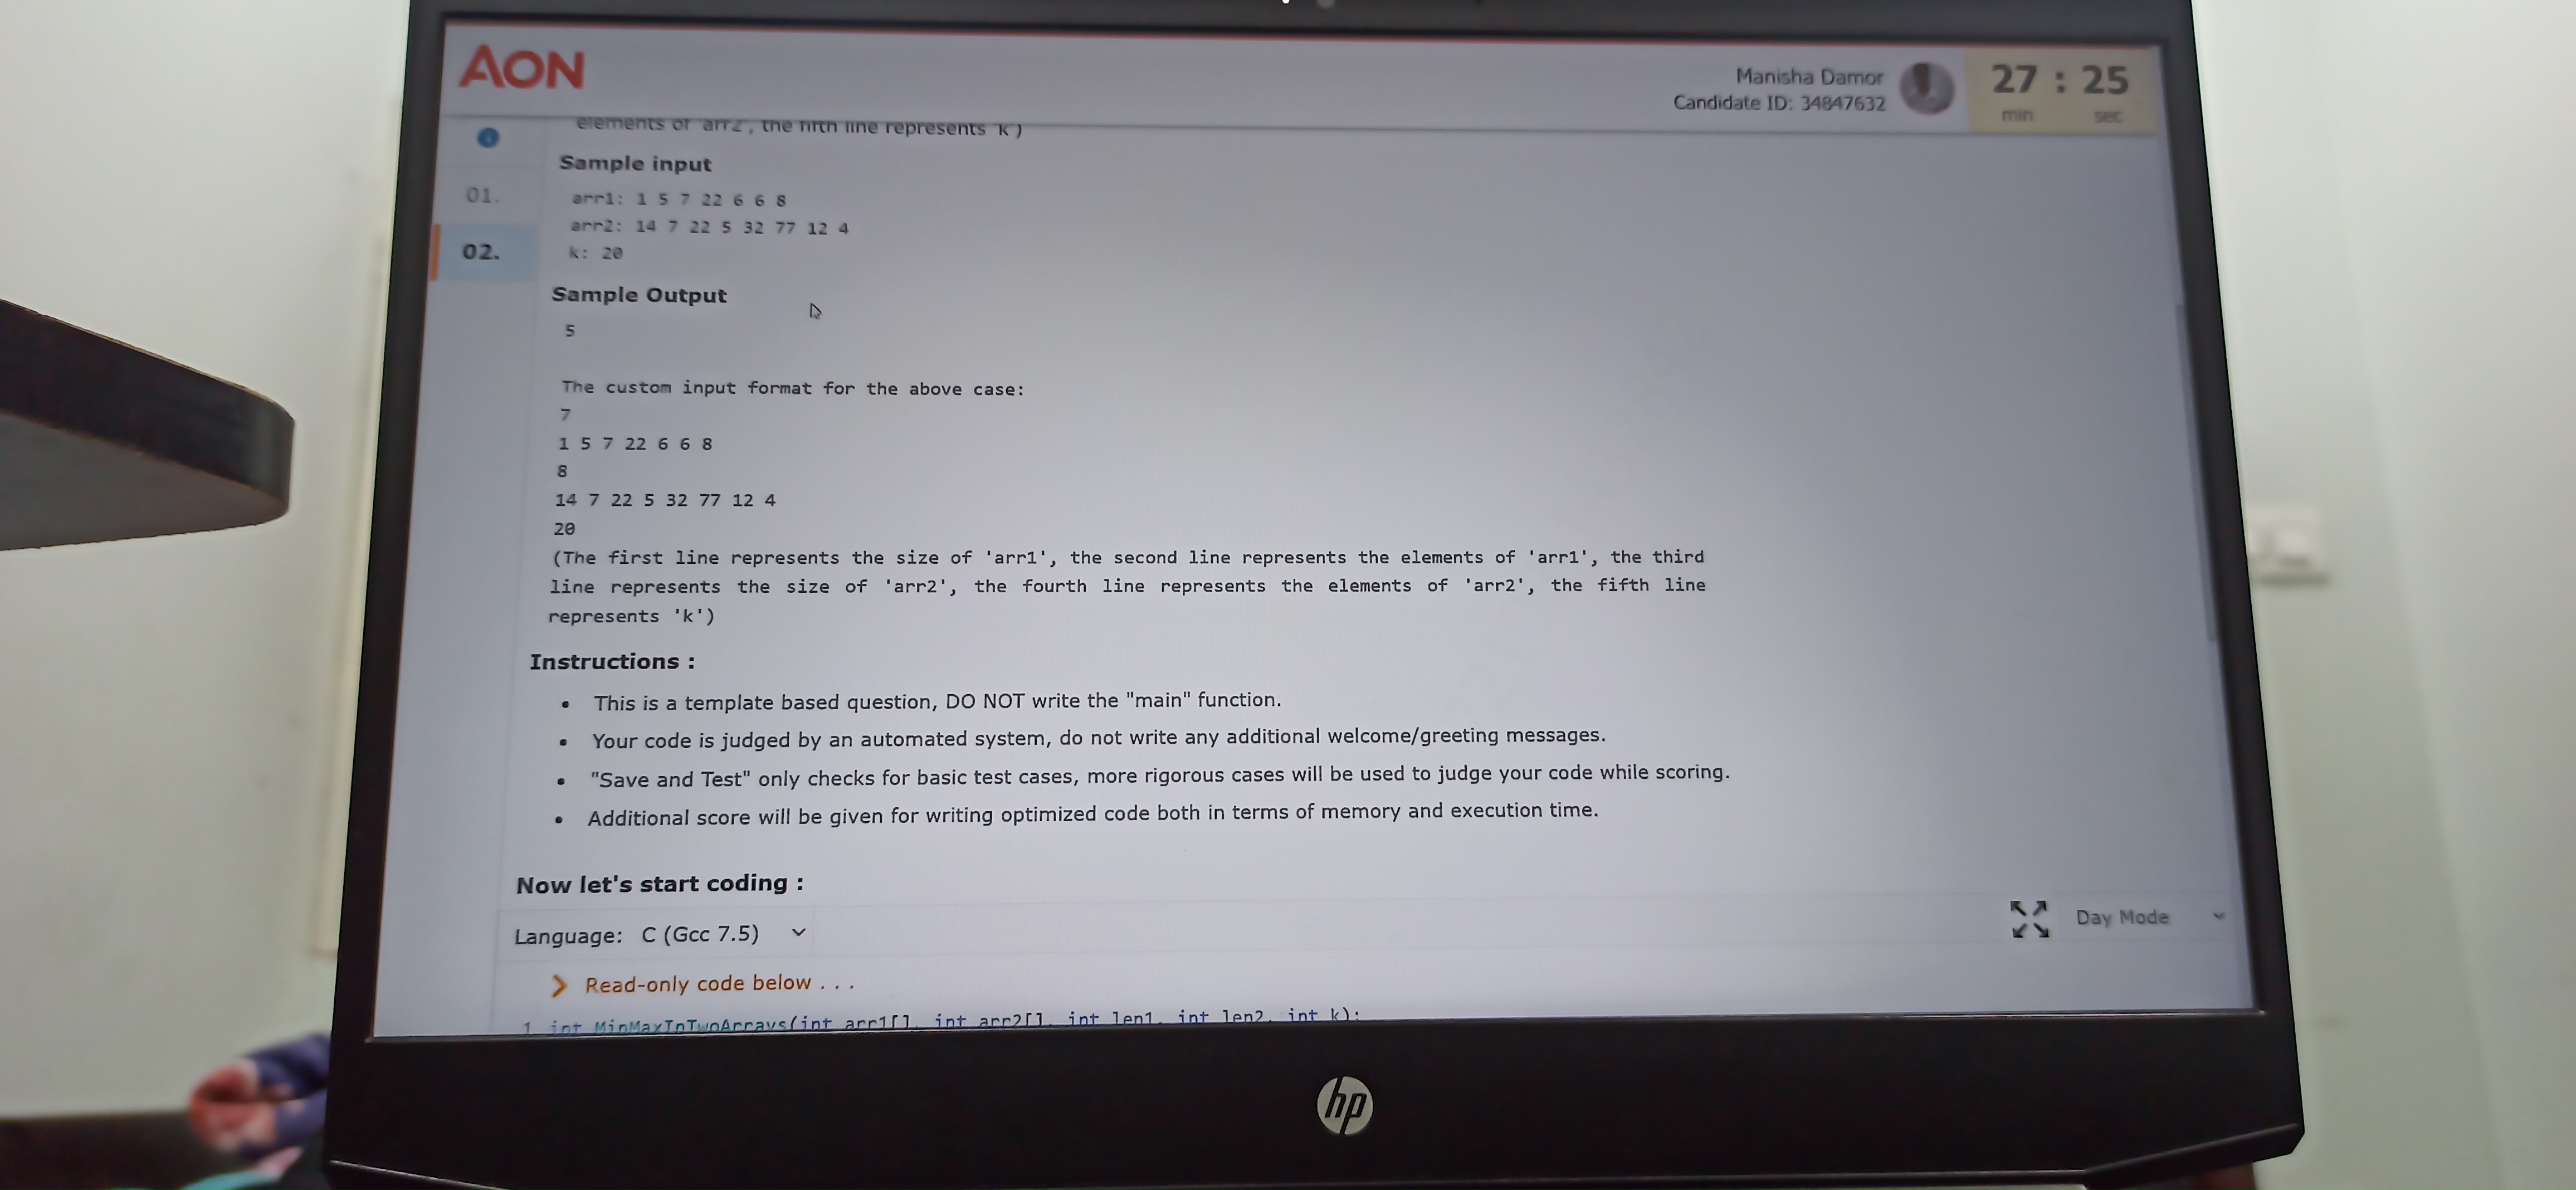 AON
Manisha Damor
Candidate ID: 34847632
27 : 25
min sec
elements of 'arr2', the fifth line represents 'k')
Sample input
arr1: 1 5 7 22 6 6 8
arr2: 14 7 22 5 32 77 12 4
k: 20
01.
02.
Sample Output
5
The custom input format for the above case:
7
1 5 7 22 6 6 8
8
14 7 22 5 32 77 12 4
20
(The first line represents the size of 'arr1', the second line represents the elements of 'arr1', the third
line represents the size of 'arr2', the fourth line represents the elements of 'arr2', the fifth line
represents 'k')
Instructions :
• This is a template based question, DO NOT write the "main" function.
• Your code is judged by an automated system, do not write any additional welcome/greeting messages.
• "Save and Test" only checks for basic test cases, more rigorous cases will be used to judge your code while scoring.
• Additional score will be given for writing optimized code both in terms of memory and execution time.
Now let's start coding :
Language: C (Gcc 7.5)
Day Mode
Read-only code below . . .
1 int MinMaxInTwoArrays(int arr1[], int arr2[], int len1, int len2, int k);
hp